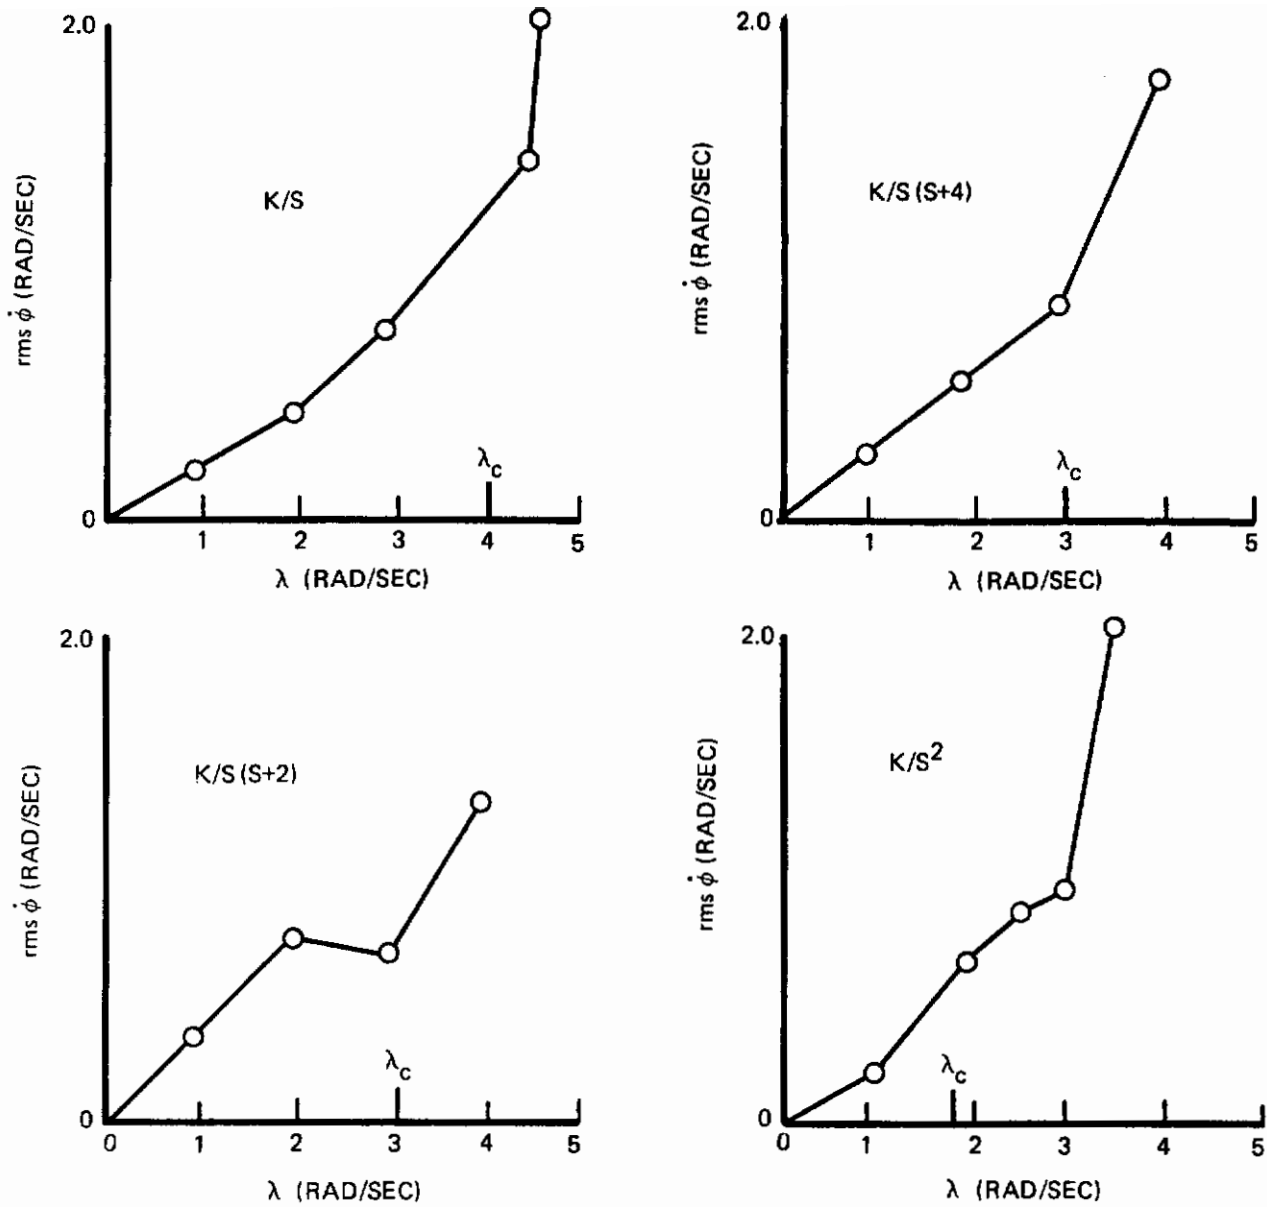 2.0
rms φ̇ (RAD/SEC)
K/S
λc
0
1 2 3 4 5
λ (RAD/SEC)
2.0
rms φ̇ (RAD/SEC)
K/S (S+4)
λc
0
1 2 3 4 5
λ (RAD/SEC)
2.0
rms φ̇ (RAD/SEC)
K/S (S+2)
λc
0
0 1 2 3 4 5
λ (RAD/SEC)
2.0
rms φ̇ (RAD/SEC)
K/S²
λc
0
0 1 2 3 4 5
λ (RAD/SEC)